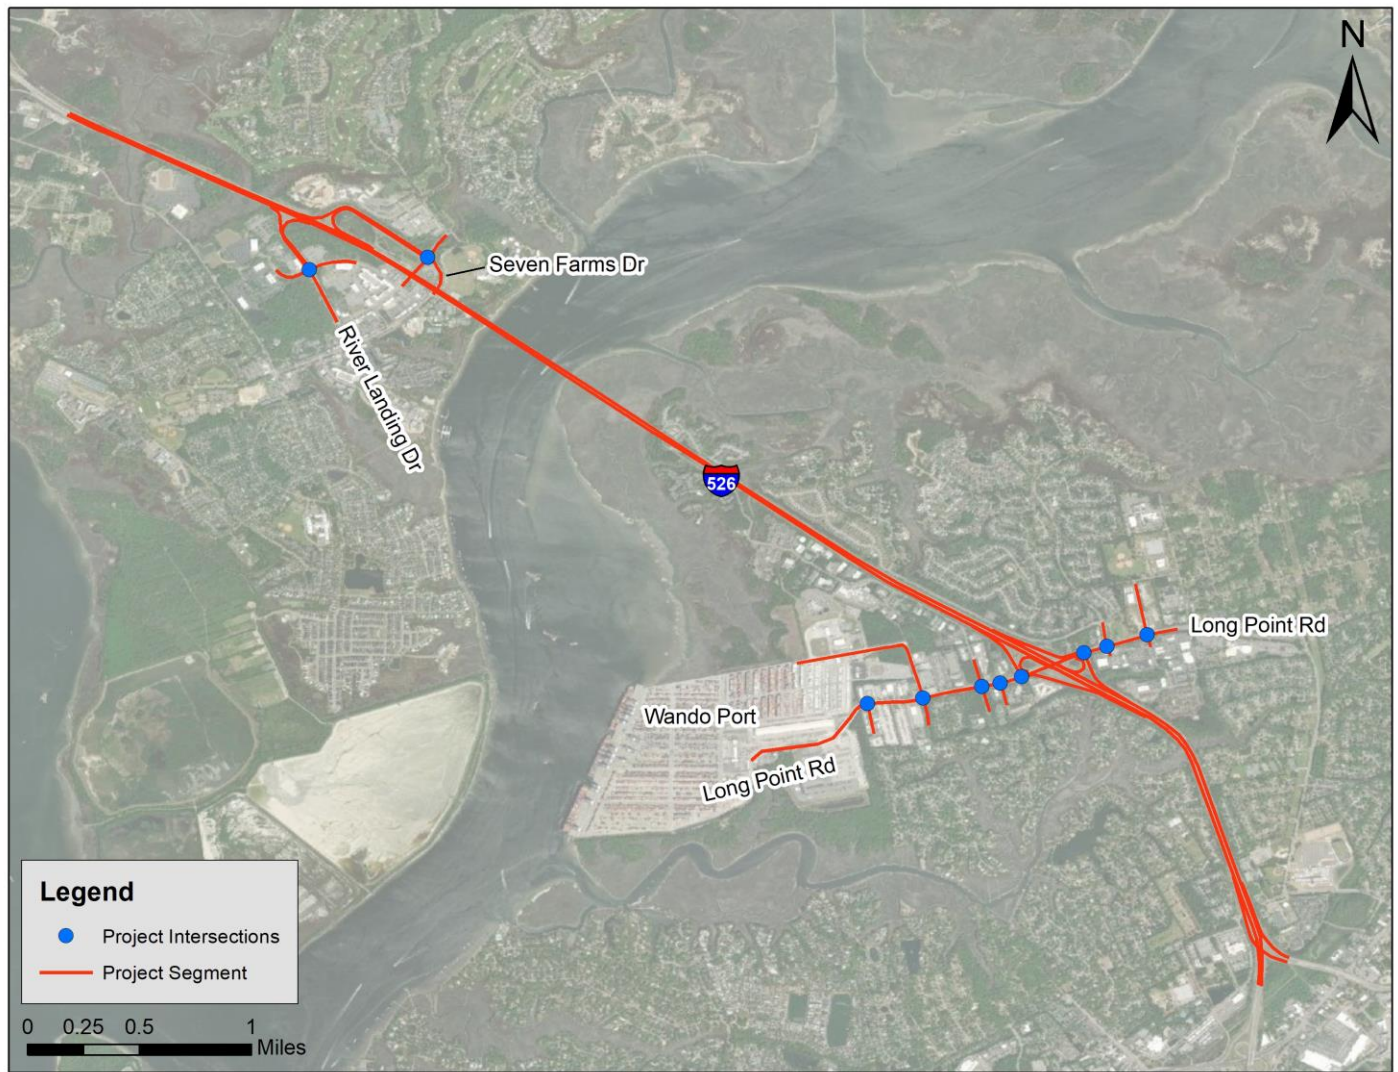 N
Seven Farms Dr
River Landing Dr
526
Long Point Rd
Wando Port
Long Point Rd
Legend
Project Intersections
Project Segment
0 0.25 0.5 1
Miles